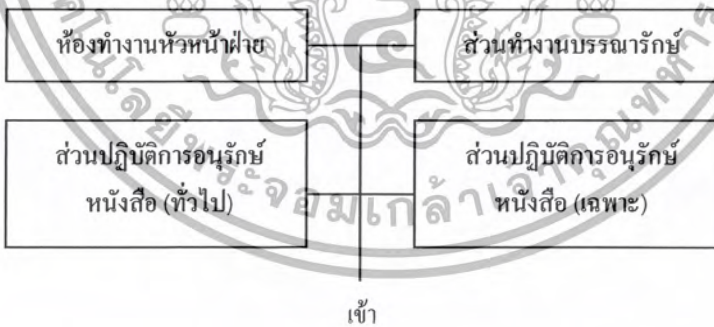 ห้องทำงานหัวหน้าฝ่าย
ส่วนทำงานบรรณารักษ์
ส่วนปฏิบัติการอนุรักษ์
หนังสือ (ทั่วไป)
ส่วนปฏิบัติการอนุรักษ์
หนังสือ (เฉพาะ)
เข้า